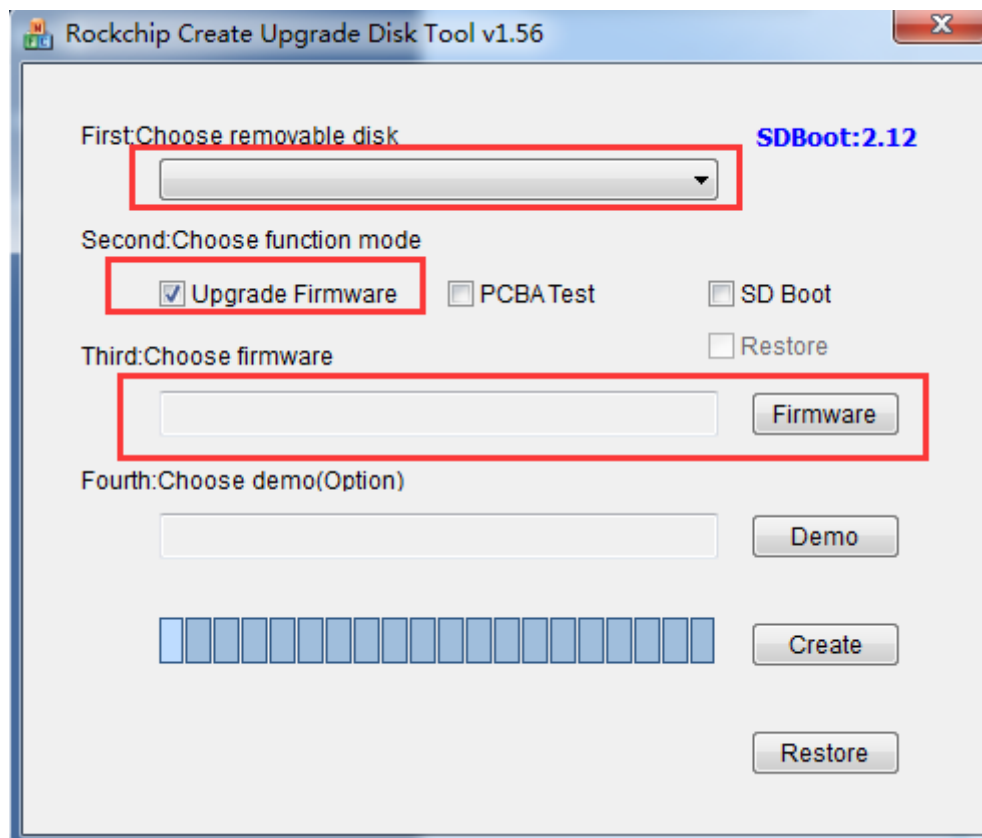 Rockchip Create Upgrade Disk Tool v1.56
First:Choose removable disk
SDBoot:2.12
Second:Choose function mode
Upgrade Firmware
PCBA Test
SD Boot
Restore
Third:Choose firmware
Firmware
Fourth:Choose demo(Option)
Demo
Create
Restore